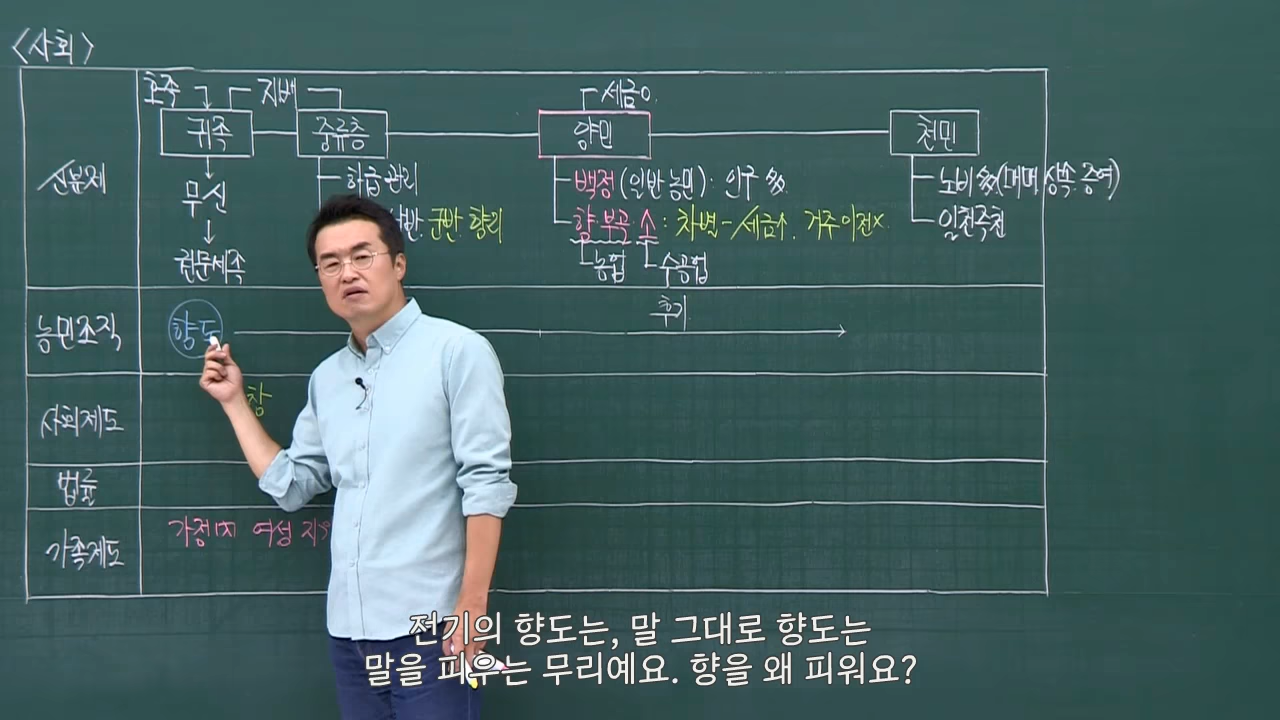 <사회>
호족 지배 세금○.
귀족 중류층 양민 천민
신분제
무신
권문세족
하급 관리
남반 군반 향리
백정(일반 농민): 인구 多.
향·부곡·소: 차별-세금↑. 거주이전×.
농업 수공업
노비 多(매매 상속 증여)
일천즉천
농민조직 향도 후기
사회제도 창
법률
가족제도 가정 內 여성
전기의 향도는, 말 그대로 향도는
말을 피우는 무리예요. 향을 왜 피워요?